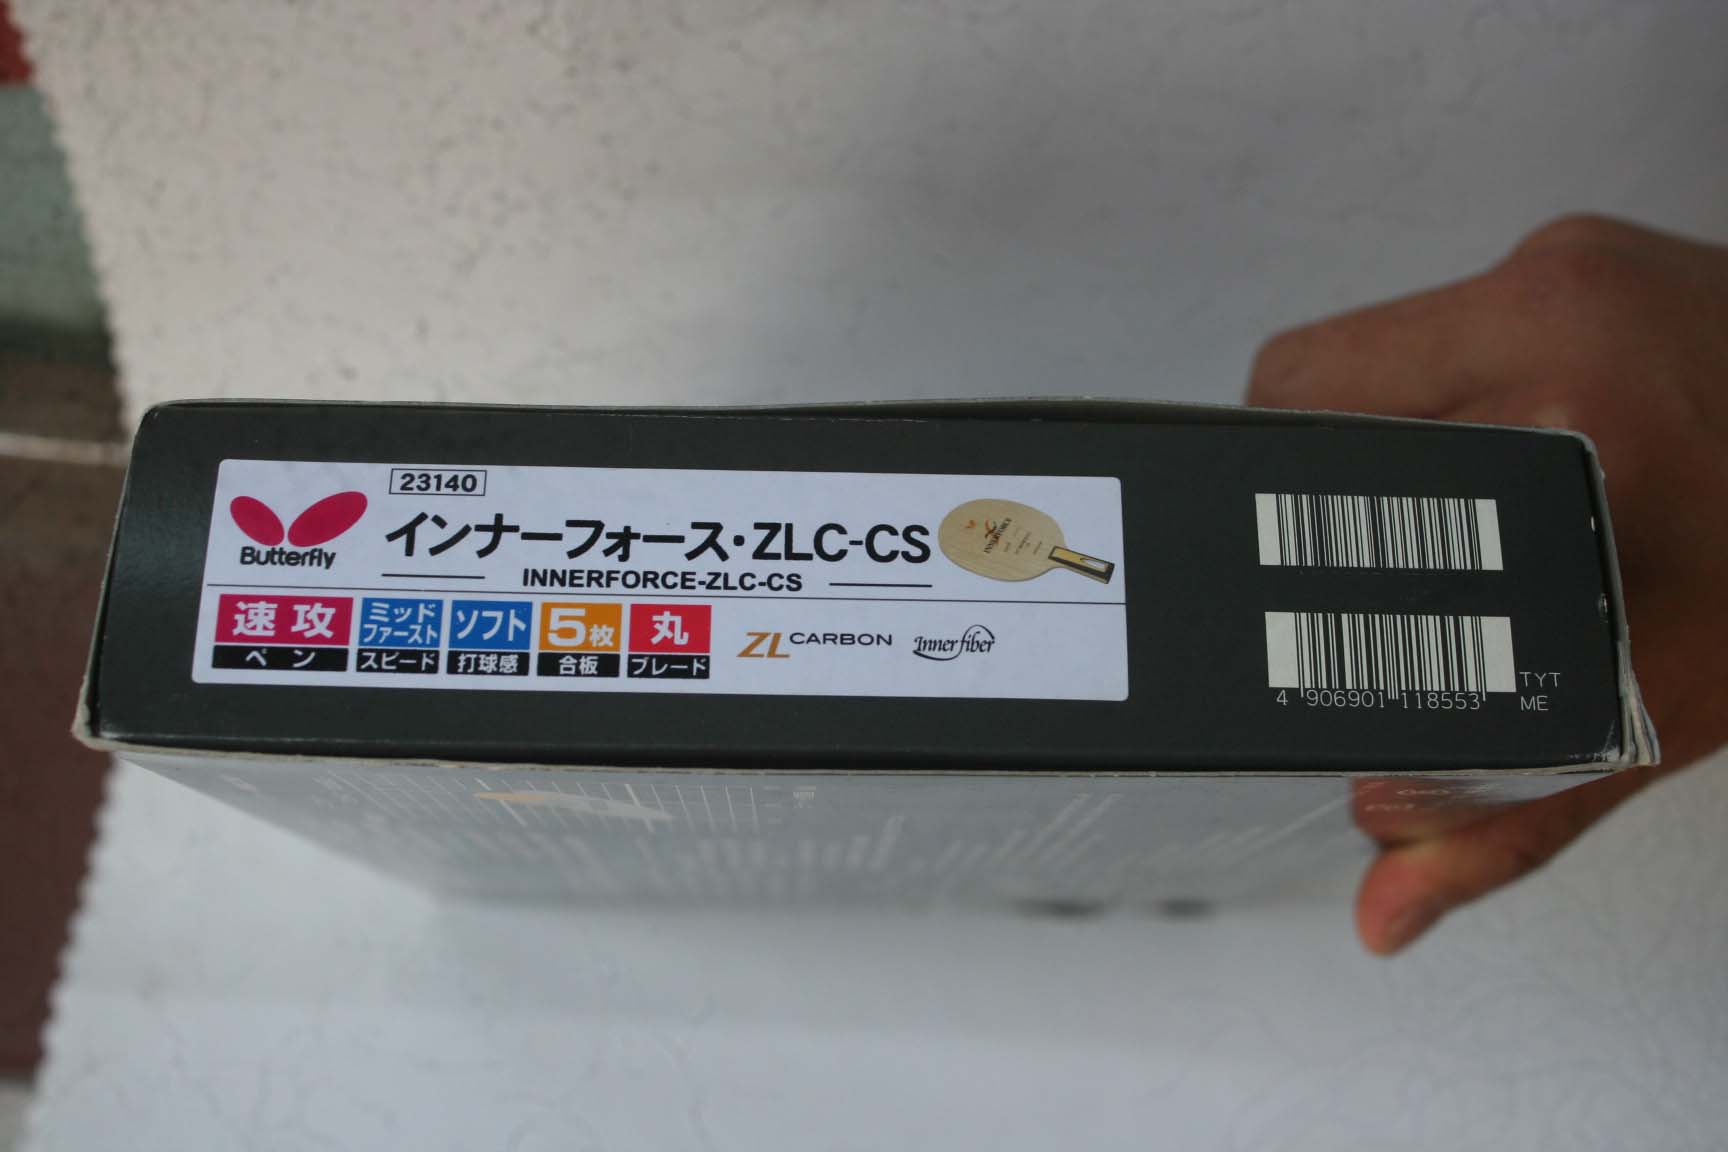 23140
Butterfly
インナーフォース・ZLC-CS
INNERFORCE-ZLC-CS
速攻
ペン
ミッド
ファースト
スピード
ソフト
打球感
5枚
合板
丸
ブレード
ZL CARBON
Innerfiber
INNERFORCE
4 906901 118553
TYT
ME